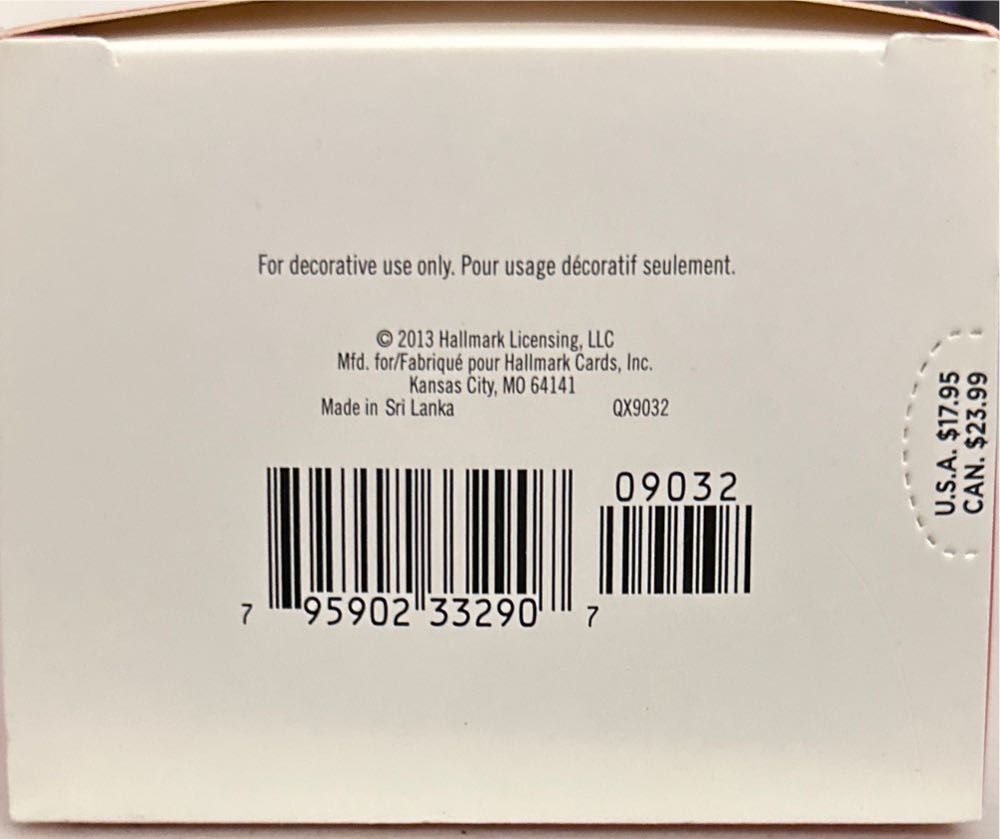 For decorative use only. Pour usage décoratif seulement.
© 2013 Hallmark Licensing, LLC
Mfd. for/Fabriqué pour Hallmark Cards, Inc.
Kansas City, MO 64141
Made in Sri Lanka QX9032
09032
7 95902 33290 7
U.S.A. $17.95
CAN. $23.99